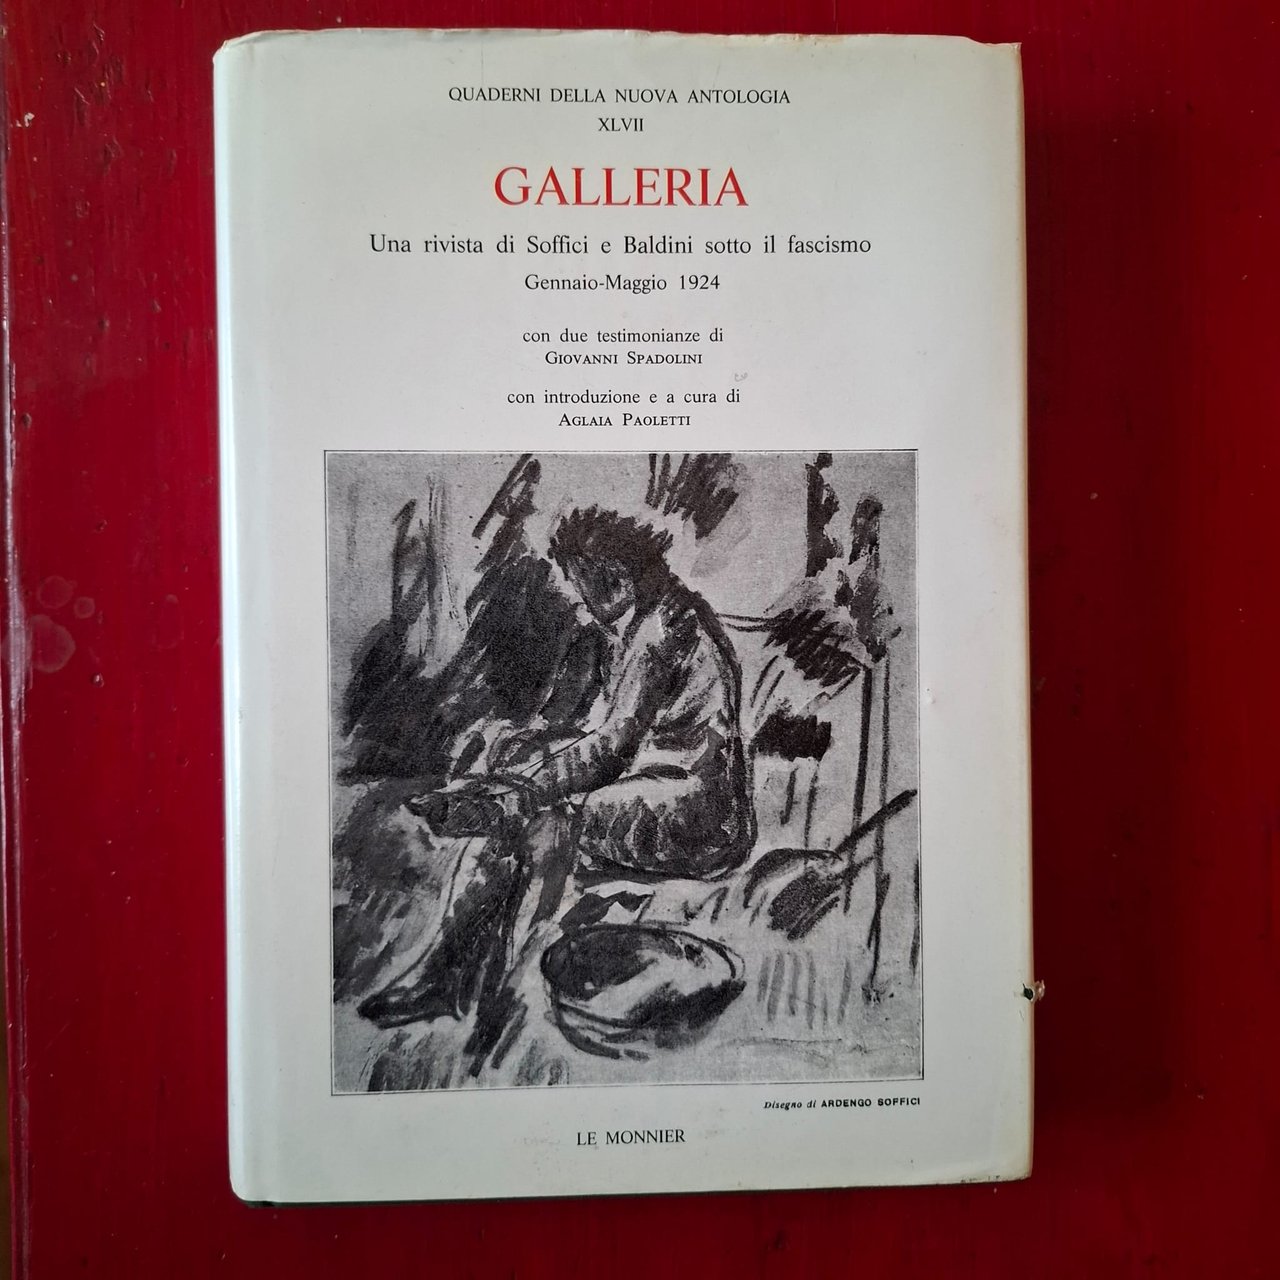 QUADERNI DELLA NUOVA ANTOLOGIA
XLVII
GALLERIA
Una rivista di Soffici e Baldini sotto il fascismo
Gennaio-Maggio 1924
con due testimonianze di
GIOVANNI SPADOLINI
con introduzione e a cura di
AGLAIA PAOLETTI
Disegno di ARDENGO SOFFICI
LE MONNIER